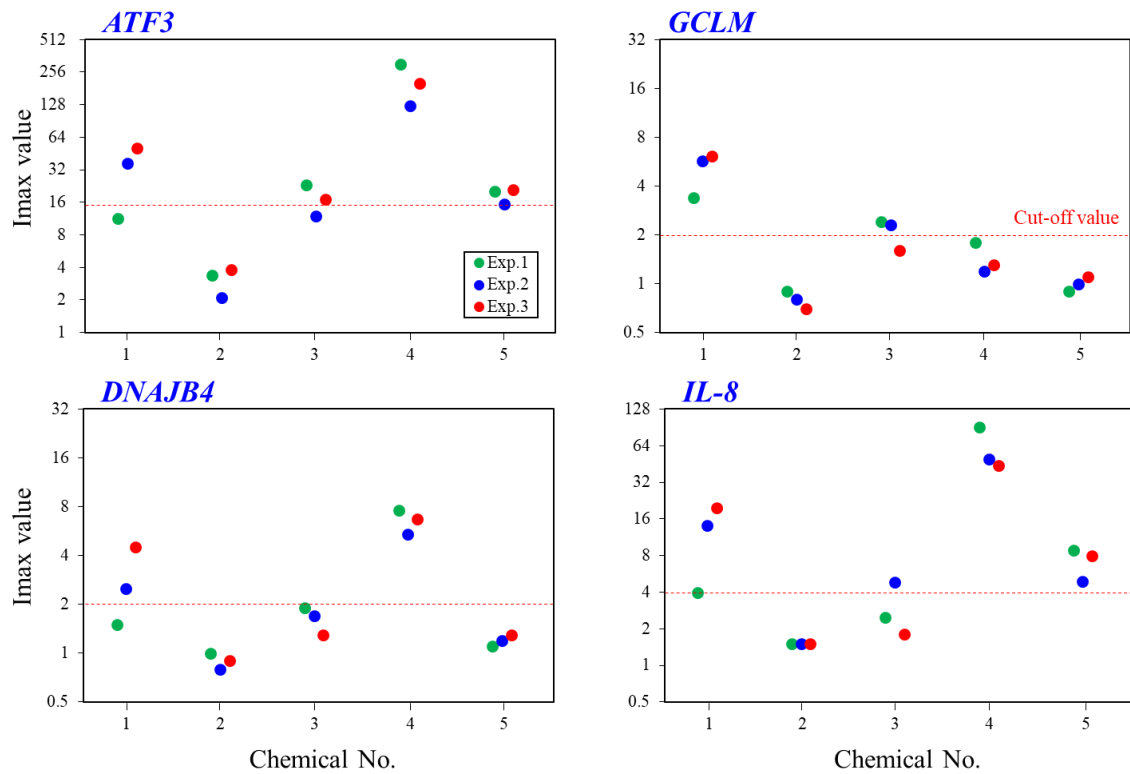 ATF3
Imax value
512
256
128
64
32
16
8
4
2
1
Exp.1
Exp.2
Exp.3
1 2 3 4 5
GCLM
32
16
8
4
2
1
0.5
Cut-off value
1 2 3 4 5
DNAJB4
Imax value
32
16
8
4
2
1
0.5
1 2 3 4 5
Chemical No.
IL-8
128
64
32
16
8
4
2
1
0.5
1 2 3 4 5
Chemical No.